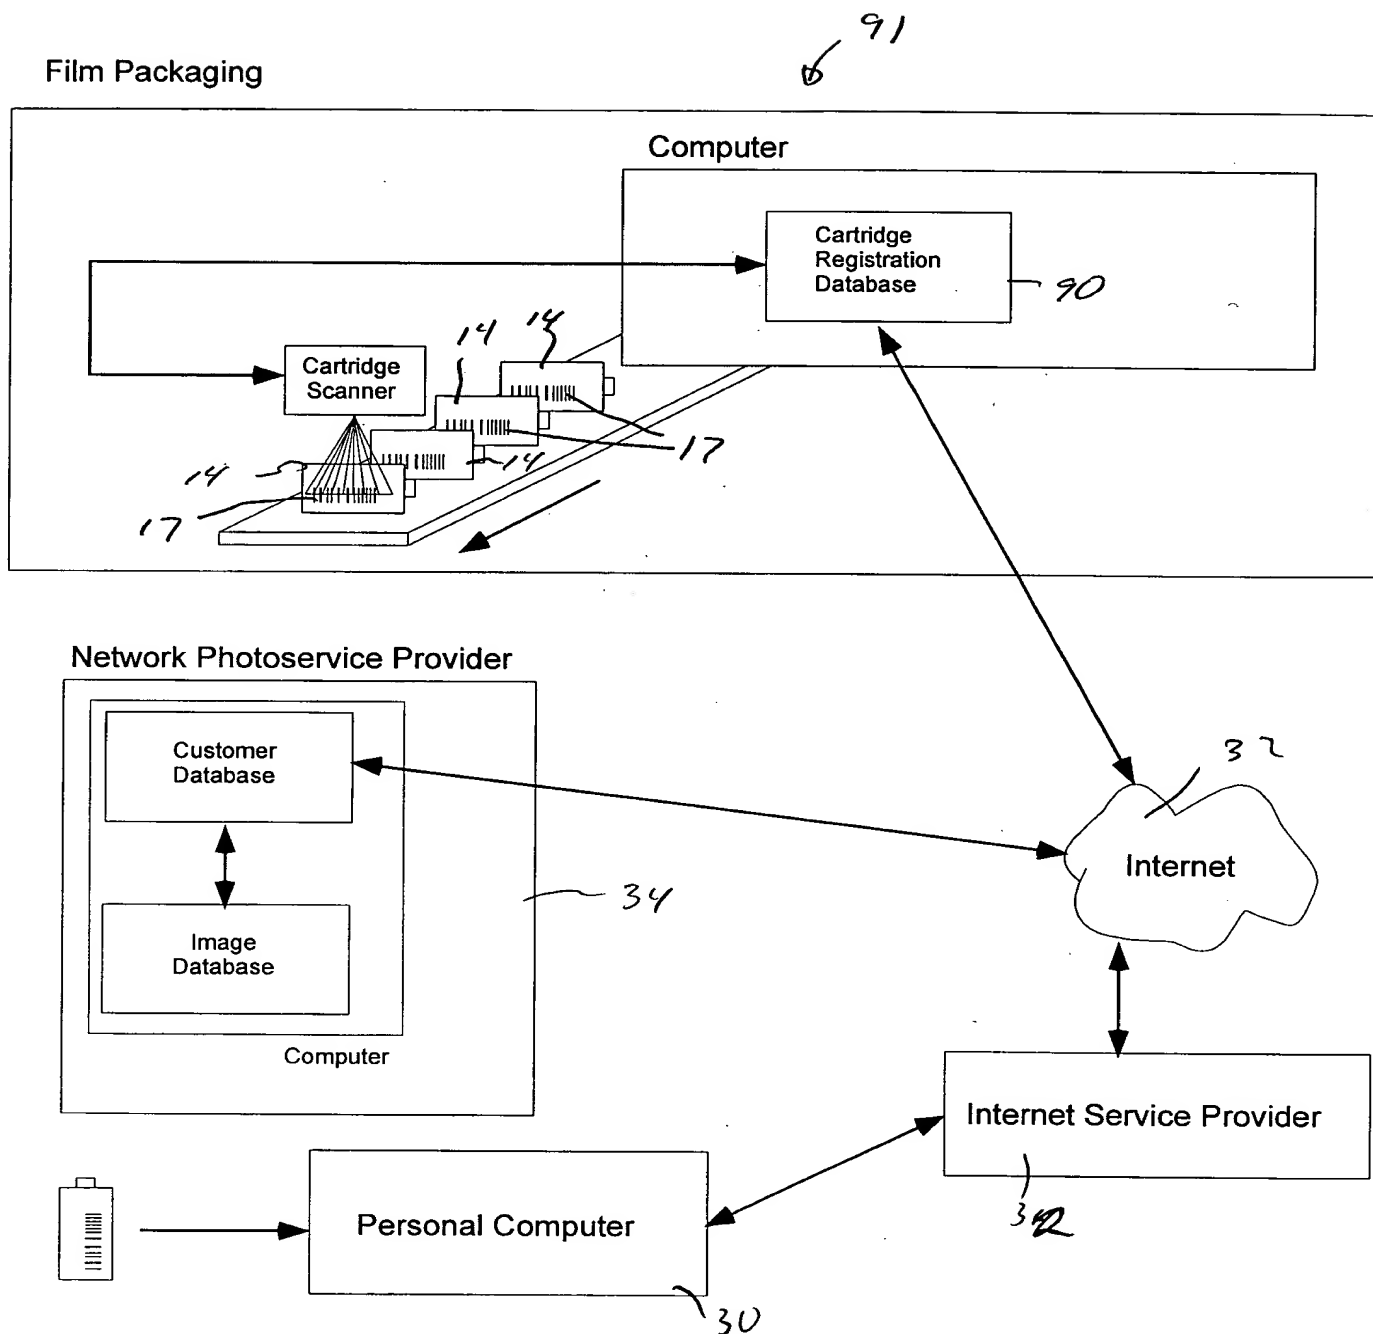 91
Film Packaging
Computer
Cartridge
Registration
Database
90
14
14
Cartridge
Scanner
17
14
14
17
Network Photoservice Provider
Customer
Database
32
Internet
34
Image
Database
Computer
Internet Service Provider
Personal Computer
30